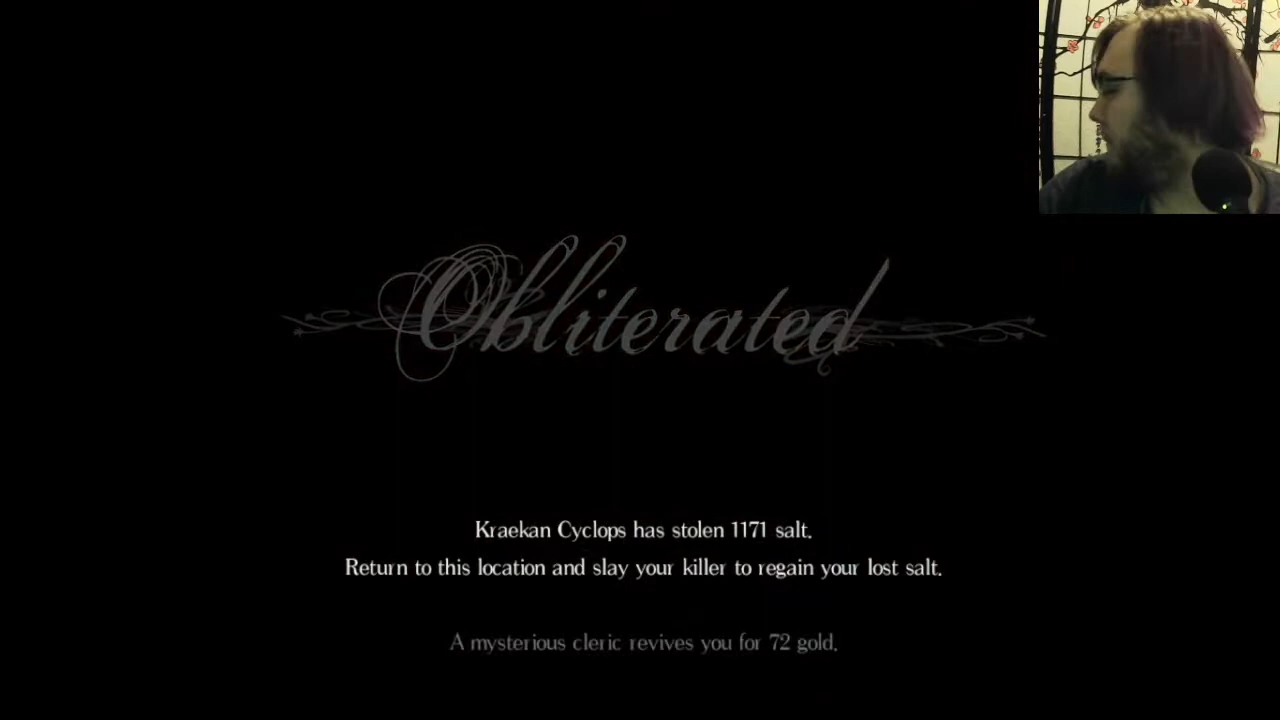 Obliterated
Kraekan Cyclops has stolen 1171 salt.
Return to this location and slay your killer to regain your lost salt.
A mysterious cleric revives you for 72 gold.